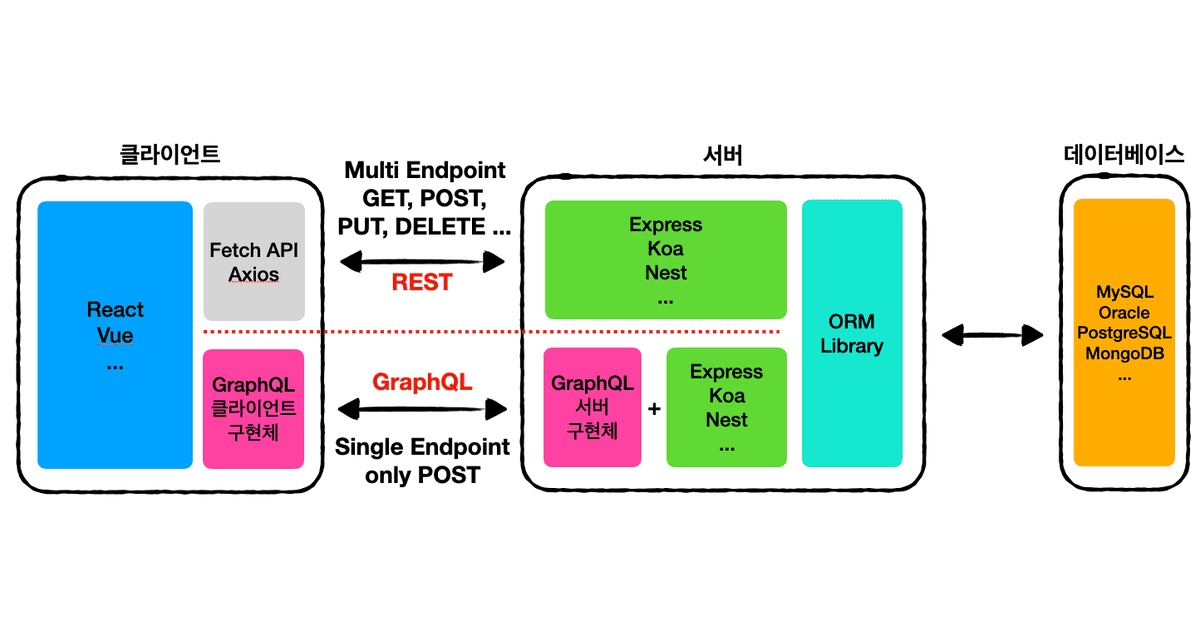 클라이언트
React
Vue
...
Fetch API
Axios
GraphQL
클라이언트
구현체
Multi Endpoint
GET, POST,
PUT, DELETE ...
REST
GraphQL
Single Endpoint
only POST
서버
Express
Koa
Nest
...
GraphQL
서버
구현체
+
Express
Koa
Nest
...
ORM
Library
데이터베이스
MySQL
Oracle
PostgreSQL
MongoDB
...